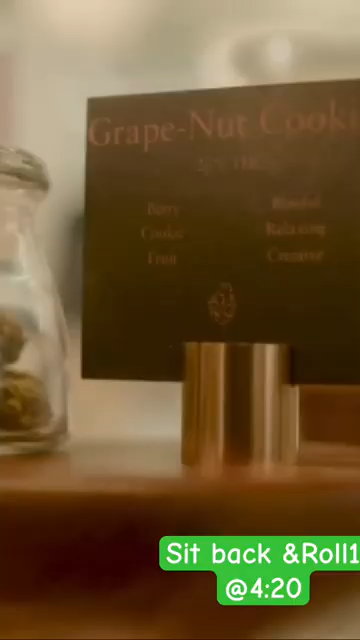 Grape-Nut Cooki
Berry Blissful
Cookie Relaxing
Fruit Creative
Sit back &Roll1
@4:20